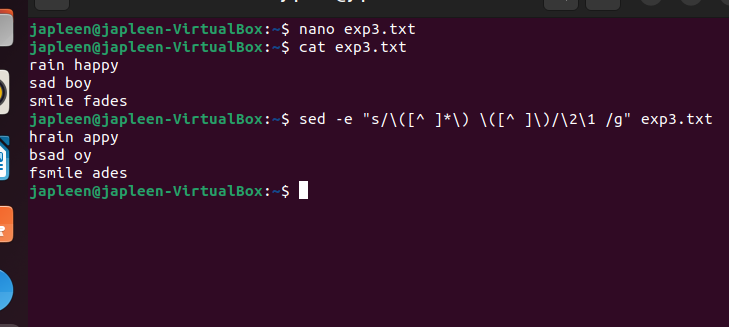 japleen@japleen-VirtualBox:~$ nano exp3.txt
japleen@japleen-VirtualBox:~$ cat exp3.txt
rain happy
sad boy
smile fades
japleen@japleen-VirtualBox:~$ sed -e "s/\([^ ]*\) \([^ ]\)/\2\1 /g" exp3.txt
hrain appy
bsad oy
fsmile ades
japleen@japleen-VirtualBox:~$